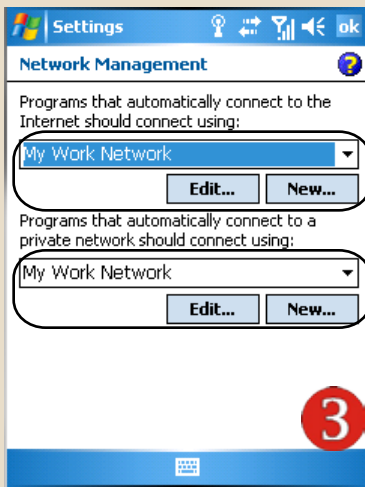 Settings
ok
Network Management
?
Programs that automatically connect to the
Internet should connect using:
My Work Network
Edit... New...
Programs that automatically connect to a
private network should connect using:
My Work Network
Edit... New...
3